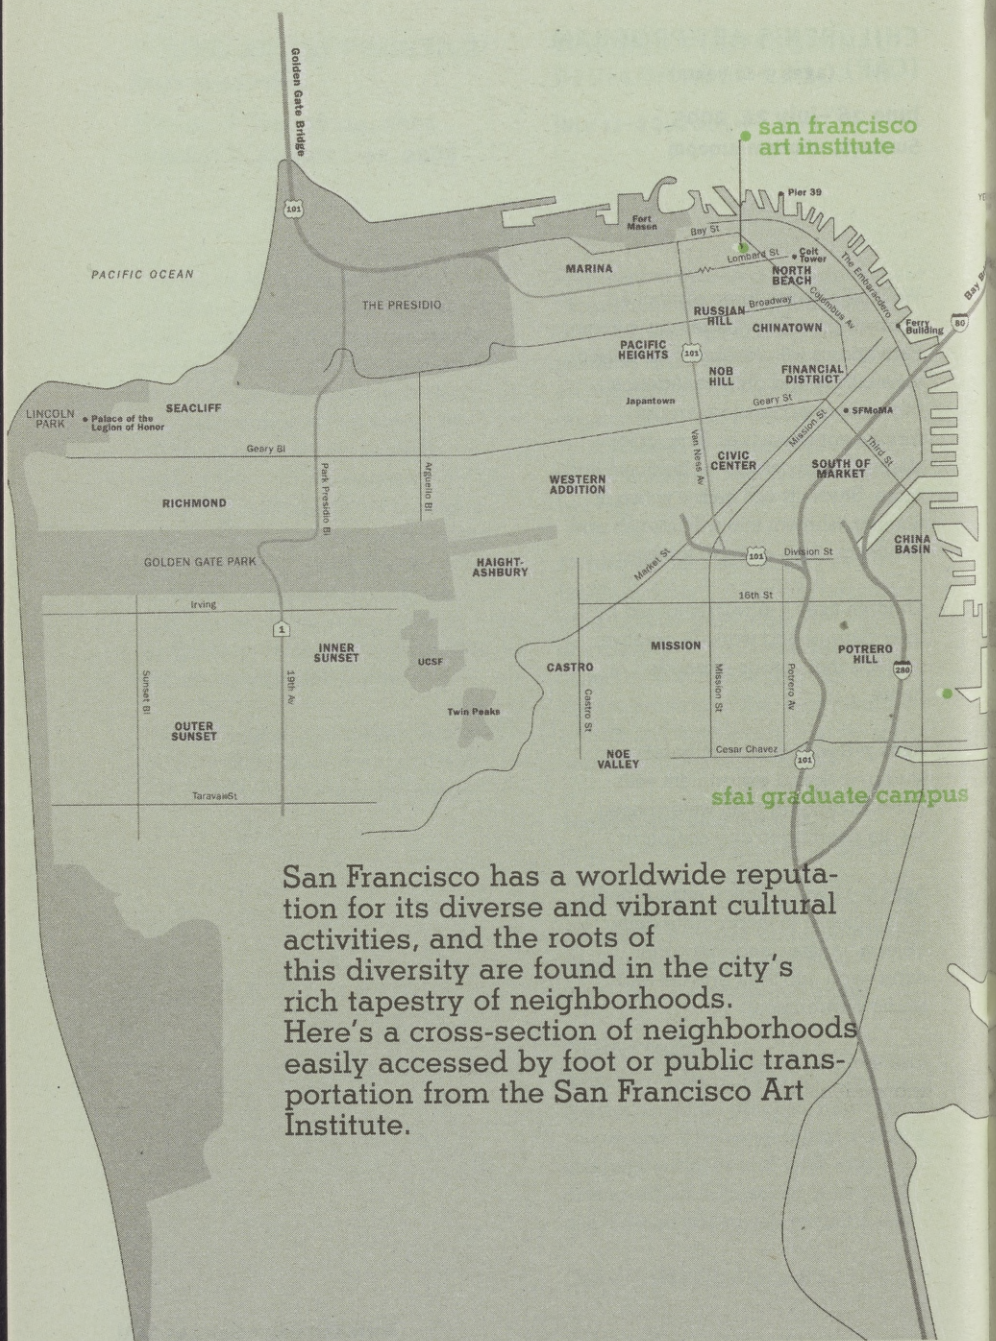 Golden Gate Bridge
san francisco
art institute
Pier 39
101
Fort
Mason
Bay St
PACIFIC OCEAN
MARINA
Lombard St
Coit
Tower
NORTH
BEACH
The Embarcadero
Bay
THE PRESIDIO
RUSSIAN
HILL
Broadway
Columbus Av
CHINATOWN
80
Ferry
Building
PACIFIC
HEIGHTS
101
NOB
HILL
FINANCIAL
DISTRICT
LINCOLN
PARK
Palace of the
Legion of Honor
SEACLIFF
Japantown
Geary St
Mission St
SFMoMA
Geary Bl
Park Presidio Bl
Arguello Bl
Van Ness Av
CIVIC
CENTER
Third St
SOUTH OF
MARKET
RICHMOND
WESTERN
ADDITION
GOLDEN GATE PARK
HAIGHT-
ASHBURY
Market St
101
Division St
CHINA
BASIN
Irving
16th St
1
INNER
SUNSET
UCSF
CASTRO
MISSION
POTRERO
HILL
280
Sunset Bl
19th Av
Castro St
Mission St
Potrero Av
Twin Peaks
OUTER
SUNSET
NOE
VALLEY
Cesar Chavez
101
Taraval St
sfai graduate campus
San Francisco has a worldwide reputa-
tion for its diverse and vibrant cultural
activities, and the roots of
this diversity are found in the city's
rich tapestry of neighborhoods.
Here's a cross-section of neighborhoods
easily accessed by foot or public trans-
portation from the San Francisco Art
Institute.